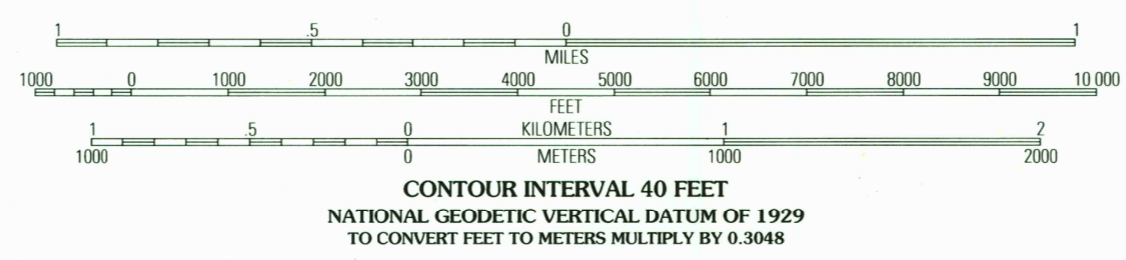 1 .5 0 1
MILES
1000 0 1000 2000 3000 4000 5000 6000 7000 8000 9000 10 000
FEET
1 .5 0 KILOMETERS 1 2
1000 0 METERS 1000 2000
CONTOUR INTERVAL 40 FEET
NATIONAL GEODETIC VERTICAL DATUM OF 1929
TO CONVERT FEET TO METERS MULTIPLY BY 0.3048